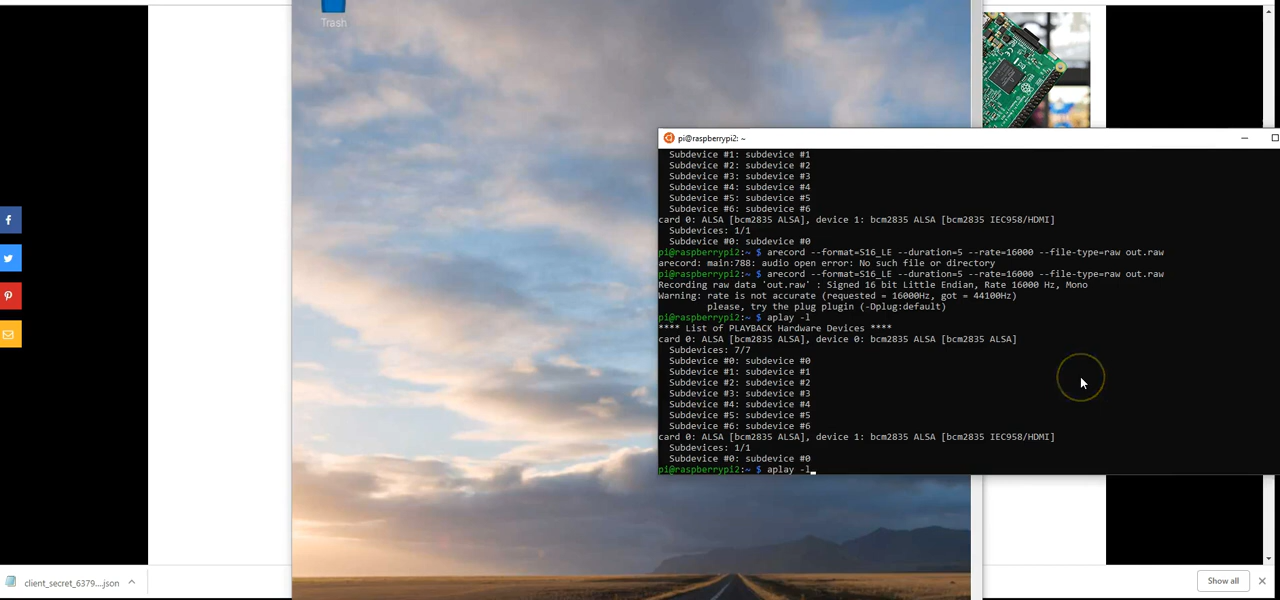 Trash
pi@raspberrypi2: ~
Subdevice #1: subdevice #1
Subdevice #2: subdevice #2
Subdevice #3: subdevice #3
Subdevice #4: subdevice #4
Subdevice #5: subdevice #5
Subdevice #6: subdevice #6
card 0: ALSA [bcm2835 ALSA], device 1: bcm2835 ALSA [bcm2835 IEC958/HDMI]
Subdevices: 1/1
Subdevice #0: subdevice #0
pi@raspberrypi2:~ $ arecord --format=S16_LE --duration=5 --rate=16000 --file-type=raw out.raw
arecord: main:788: audio open error: No such file or directory
pi@raspberrypi2:~ $ arecord --format=S16_LE --duration=5 --rate=16000 --file-type=raw out.raw
Recording raw data 'out.raw' : Signed 16 bit Little Endian, Rate 16000 Hz, Mono
Warning: rate is not accurate (requested = 16000Hz, got = 44100Hz)
please, try the plug plugin (-Dplug:default)
pi@raspberrypi2:~ $ aplay -l
**** List of PLAYBACK Hardware Devices ****
card 0: ALSA [bcm2835 ALSA], device 0: bcm2835 ALSA [bcm2835 ALSA]
Subdevices: 7/7
Subdevice #0: subdevice #0
Subdevice #1: subdevice #1
Subdevice #2: subdevice #2
Subdevice #3: subdevice #3
Subdevice #4: subdevice #4
Subdevice #5: subdevice #5
Subdevice #6: subdevice #6
card 0: ALSA [bcm2835 ALSA], device 1: bcm2835 ALSA [bcm2835 IEC958/HDMI]
Subdevices: 1/1
Subdevice #0: subdevice #0
pi@raspberrypi2:~ $ aplay -l
client_secret_6379....json
Show all